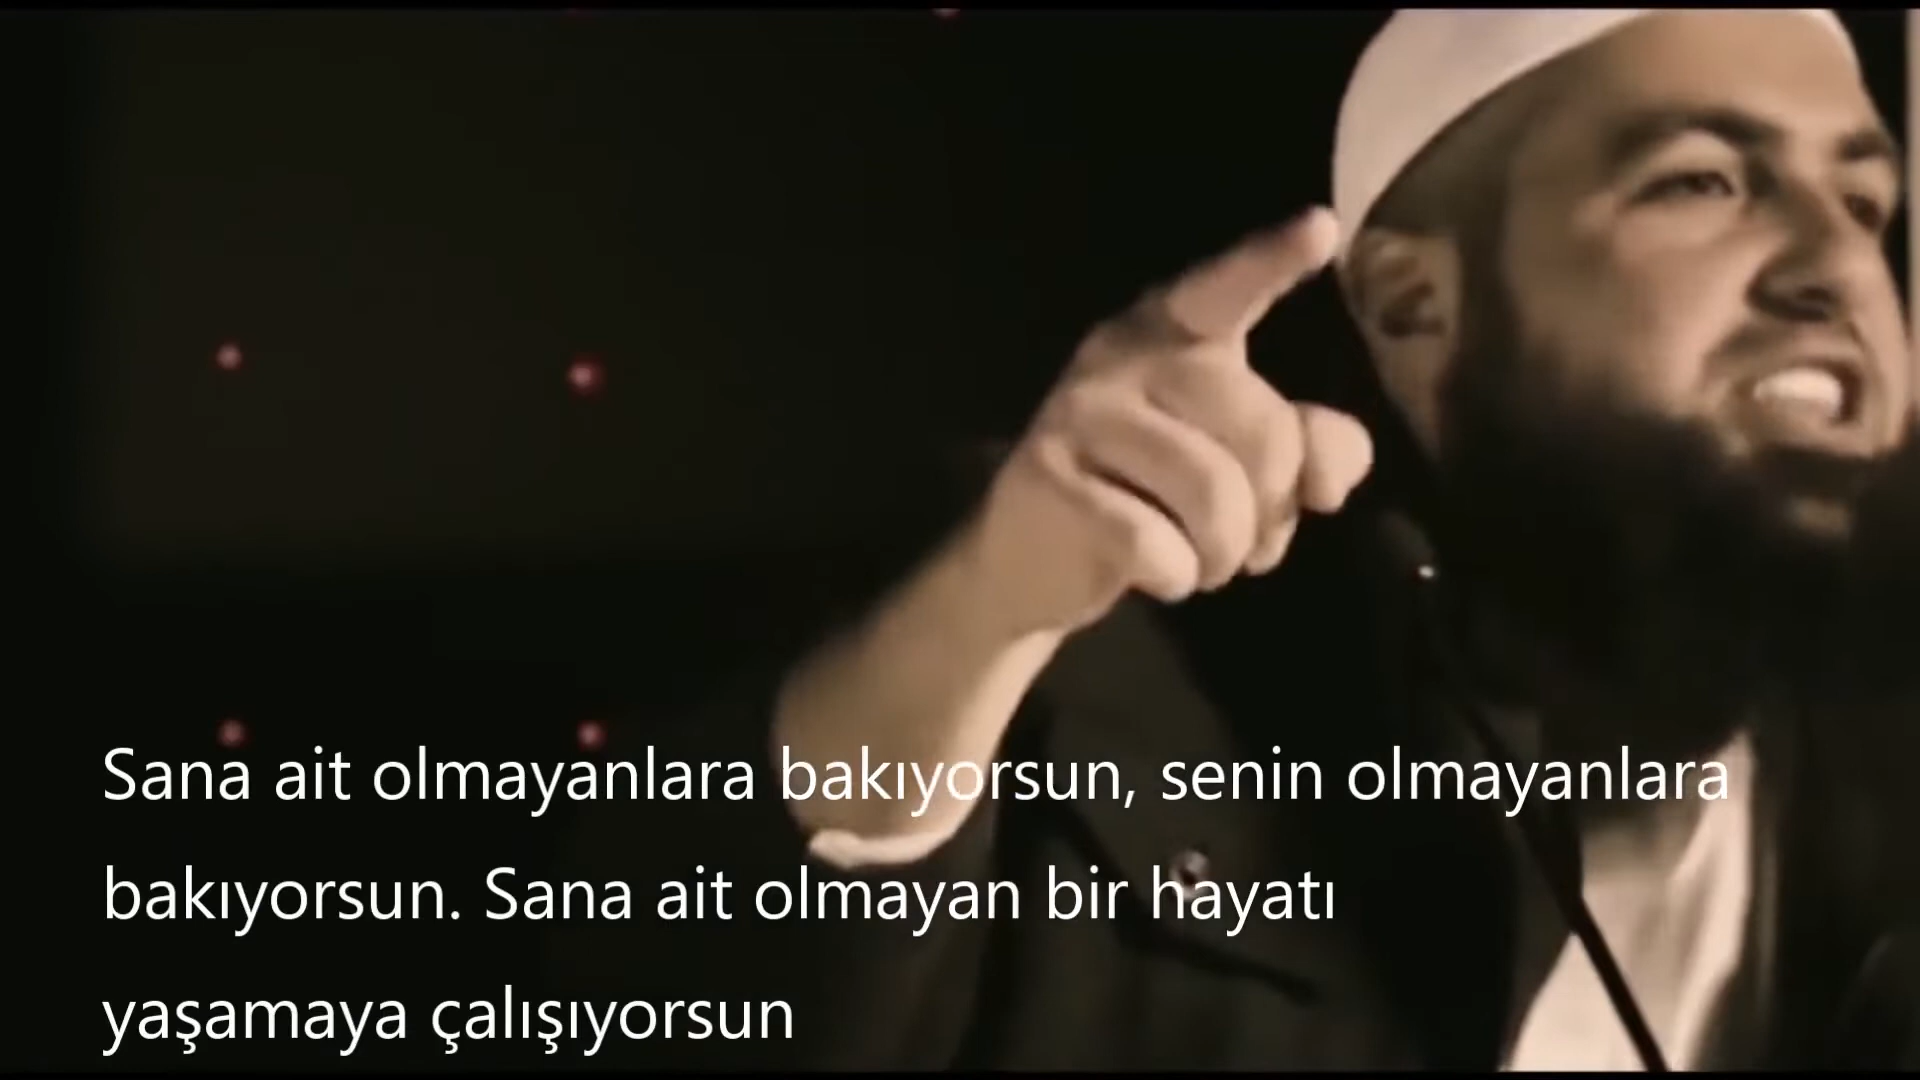 Sana ait olmayanlara bakıyorsun, senin olmayanlara
bakıyorsun. Sana ait olmayan bir hayatı
yaşamaya çalışıyorsun